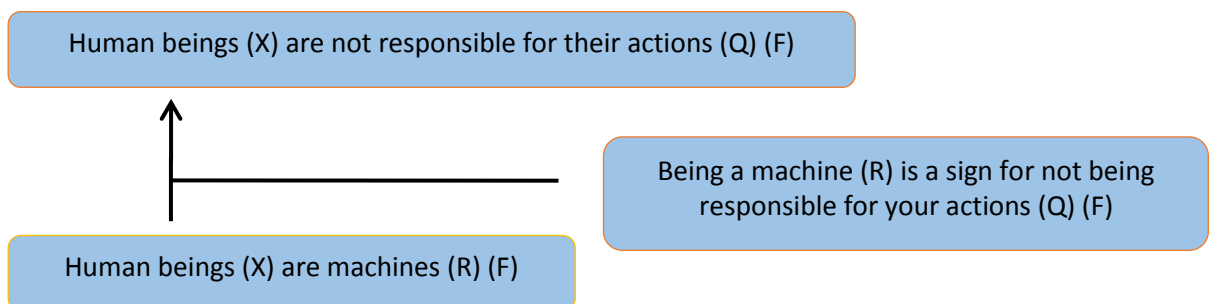 Human beings (X) are not responsible for their actions (Q) (F)
Being a machine (R) is a sign for not being
responsible for your actions (Q) (F)
Human beings (X) are machines (R) (F)